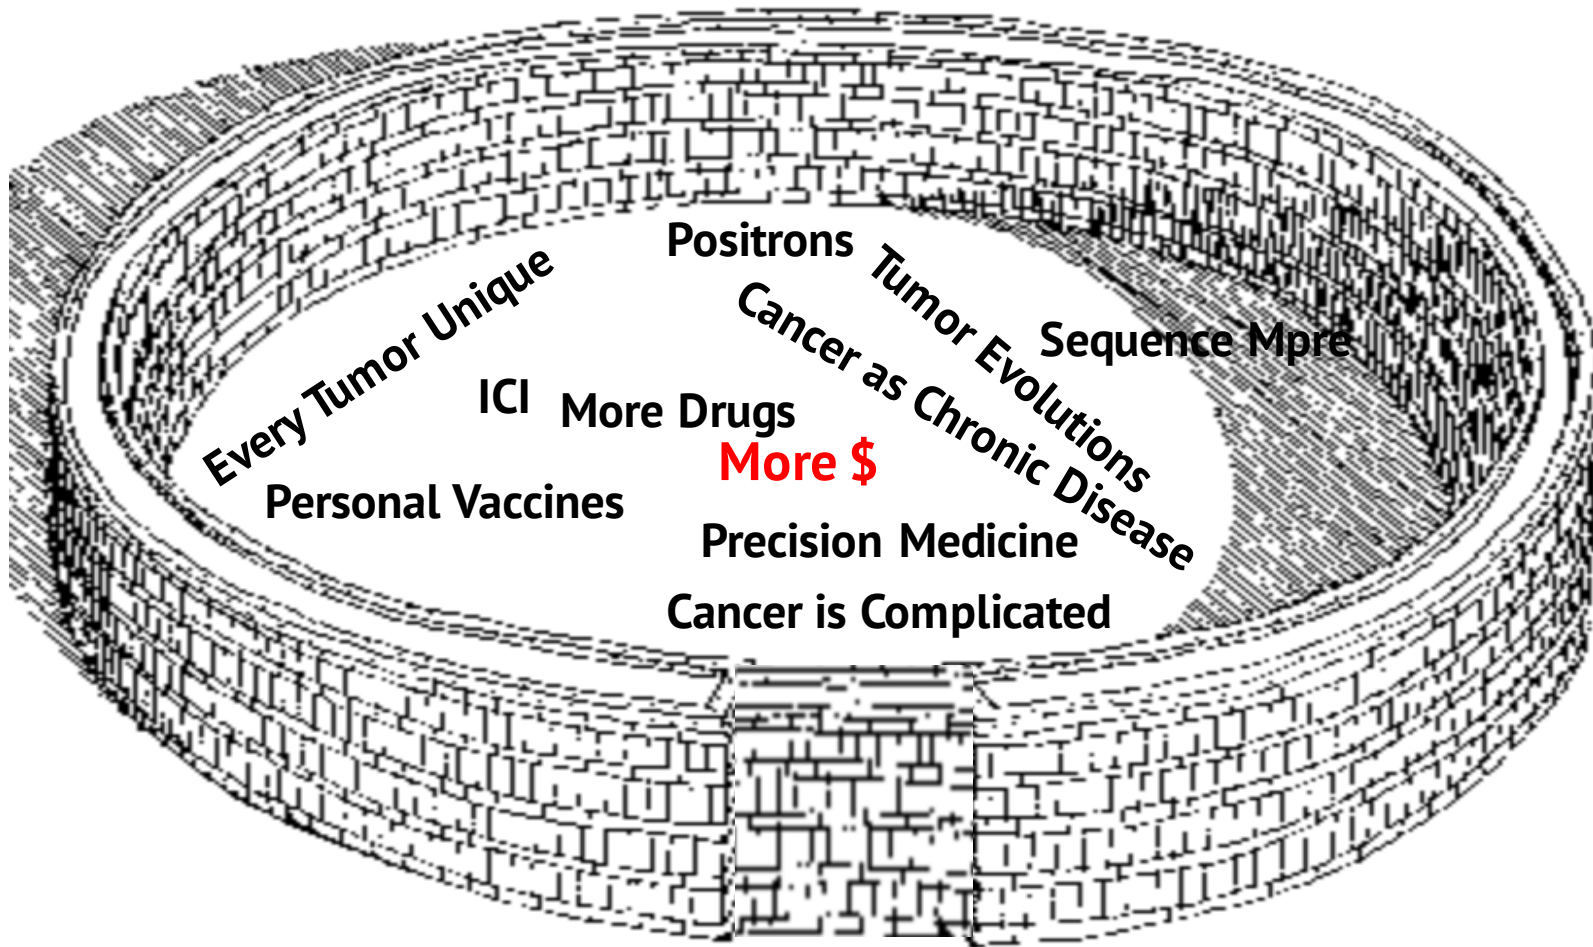 Positrons
Tumor Evolutions
Every Tumor Unique
Cancer as Chronic Disease
Sequence Mpre
ICI
More Drugs
More $
Personal Vaccines
Precision Medicine
Cancer is Complicated